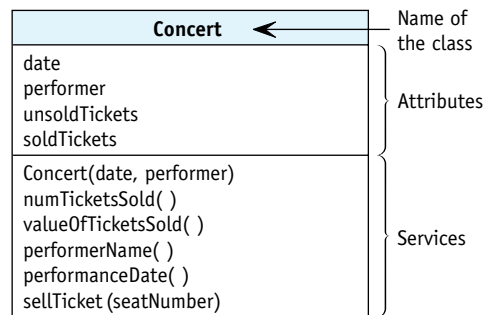 Concert
Name of
the class
date
performer
unsoldTickets
soldTickets
Attributes
Concert(date, performer)
numTicketsSold( )
valueOfTicketsSold( )
performerName( )
performanceDate( )
sellTicket (seatNumber)
Services